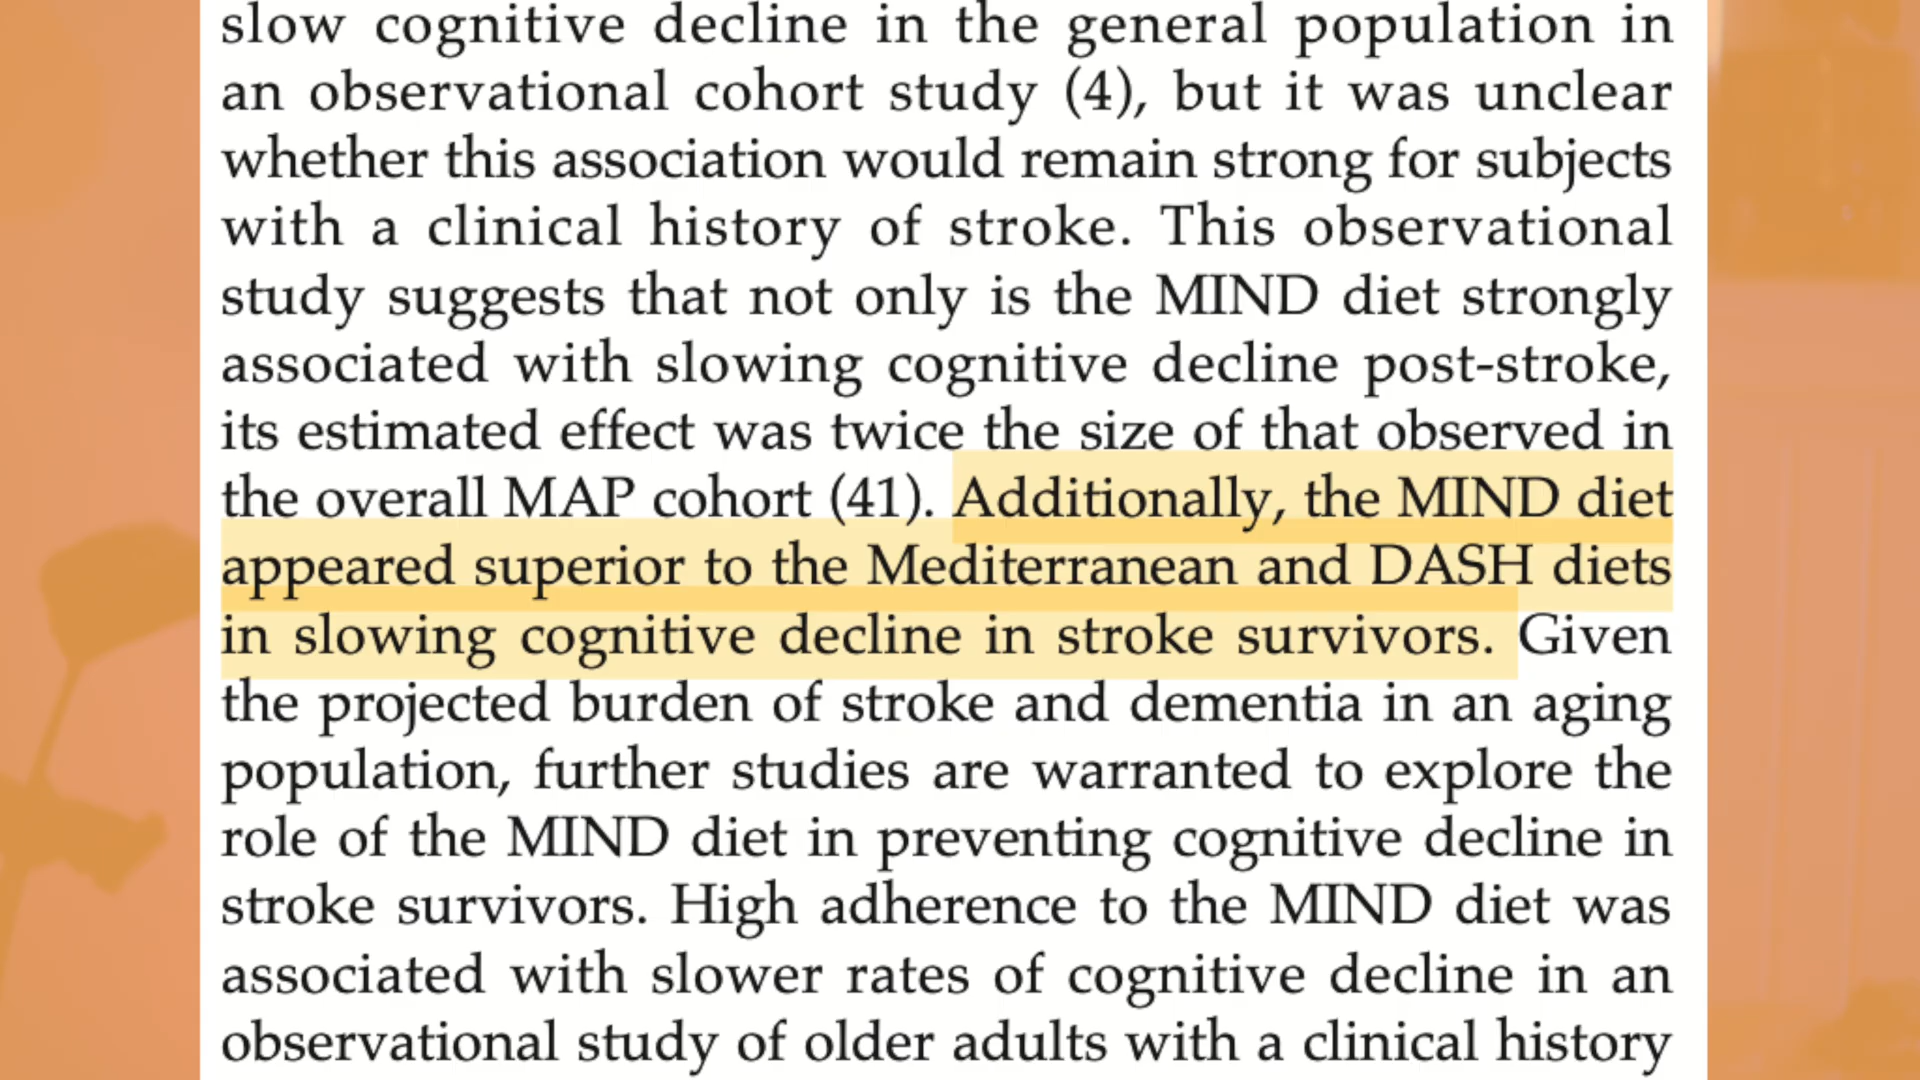 slow cognitive decline in the general population in
an observational cohort study (4), but it was unclear
whether this association would remain strong for subjects
with a clinical history of stroke. This observational
study suggests that not only is the MIND diet strongly
associated with slowing cognitive decline post-stroke,
its estimated effect was twice the size of that observed in
the overall MAP cohort (41). Additionally, the MIND diet
appeared superior to the Mediterranean and DASH diets
in slowing cognitive decline in stroke survivors. Given
the projected burden of stroke and dementia in an aging
population, further studies are warranted to explore the
role of the MIND diet in preventing cognitive decline in
stroke survivors. High adherence to the MIND diet was
associated with slower rates of cognitive decline in an
observational study of older adults with a clinical history